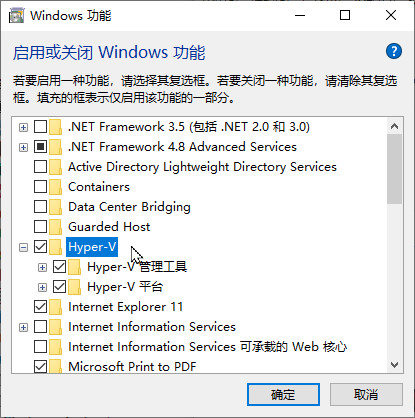 Windows 功能
启用或关闭 Windows 功能
若要启用一种功能，请选择其复选框。若要关闭一种功能，请清除其复选
框。填充的框表示仅启用该功能的一部分。
.NET Framework 3.5 (包括 .NET 2.0 和 3.0)
.NET Framework 4.8 Advanced Services
Active Directory Lightweight Directory Services
Containers
Data Center Bridging
Guarded Host
Hyper-V
Hyper-V 管理工具
Hyper-V 平台
Internet Explorer 11
Internet Information Services
Internet Information Services 可承载的 Web 核心
Microsoft Print to PDF
确定
取消